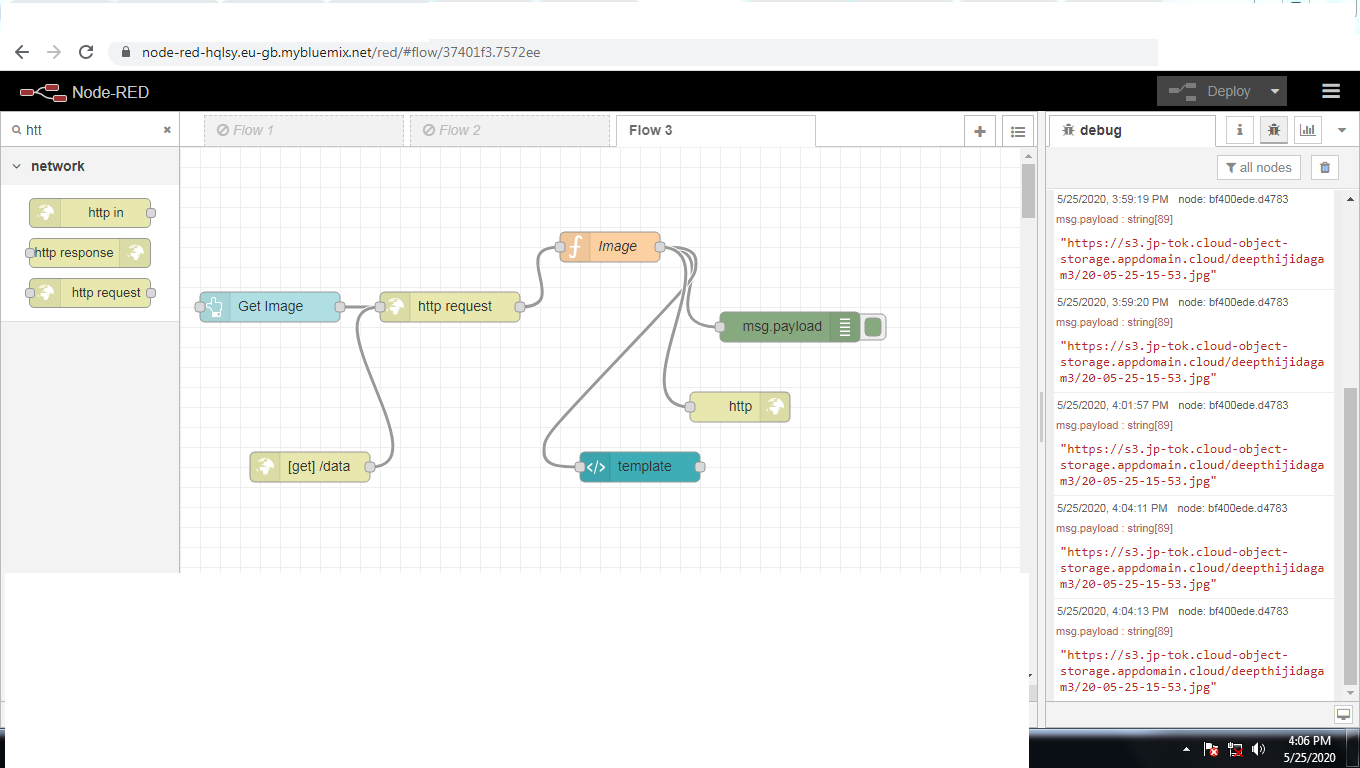 node-red-hqlsy.eu-gb.mybluemix.net/red/#flow/37401f3.7572ee
Node-RED
Deploy
htt
Flow 1
Flow 2
Flow 3
debug
network
all nodes
http in
http response
http request
Get Image
http request
Image
msg.payload
http
[get] /data
template
5/25/2020, 3:59:19 PM node: bf400ede.d4783
msg.payload : string[89]
"https://s3.jp-tok.cloud-object-
storage.appdomain.cloud/deepthijidaga
m3/20-05-25-15-53.jpg"
5/25/2020, 3:59:20 PM node: bf400ede.d4783
msg.payload : string[89]
"https://s3.jp-tok.cloud-object-
storage.appdomain.cloud/deepthijidaga
m3/20-05-25-15-53.jpg"
5/25/2020, 4:01:57 PM node: bf400ede.d4783
msg.payload : string[89]
"https://s3.jp-tok.cloud-object-
storage.appdomain.cloud/deepthijidaga
m3/20-05-25-15-53.jpg"
5/25/2020, 4:04:11 PM node: bf400ede.d4783
msg.payload : string[89]
"https://s3.jp-tok.cloud-object-
storage.appdomain.cloud/deepthijidaga
m3/20-05-25-15-53.jpg"
5/25/2020, 4:04:13 PM node: bf400ede.d4783
msg.payload : string[89]
"https://s3.jp-tok.cloud-object-
storage.appdomain.cloud/deepthijidaga
m3/20-05-25-15-53.jpg"
4:06 PM
5/25/2020